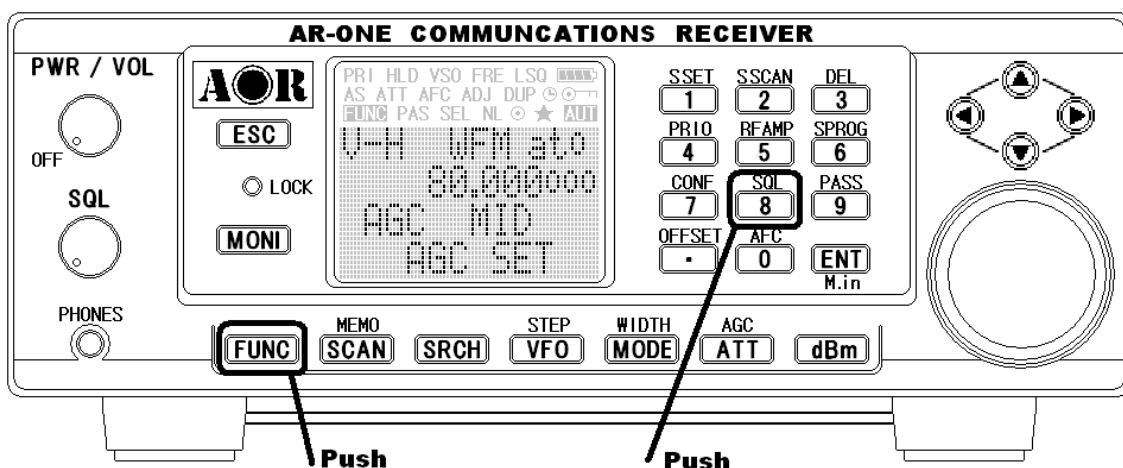 AR-ONE COMMUNCATIONS RECEIVER
PWR / VOL
OFF
SQL
PHONES
AOR
ESC
LOCK
MONI
PRI HLD VSO FRE LSQ
AS ATT AFC ADJ DUP
FUNC PAS SEL NL AUT
V-H WFM ato
80.000000
AGC MID
AGC SET
SSET SSCAN DEL
1 2 3
PRIO RFAMP SPROG
4 5 6
CONF SQL PASS
7 8 9
OFFSET AFC
. 0 ENT
M.in
MEMO STEP WIDTH AGC
FUNC SCAN SRCH VFO MODE ATT dBm
Push Push